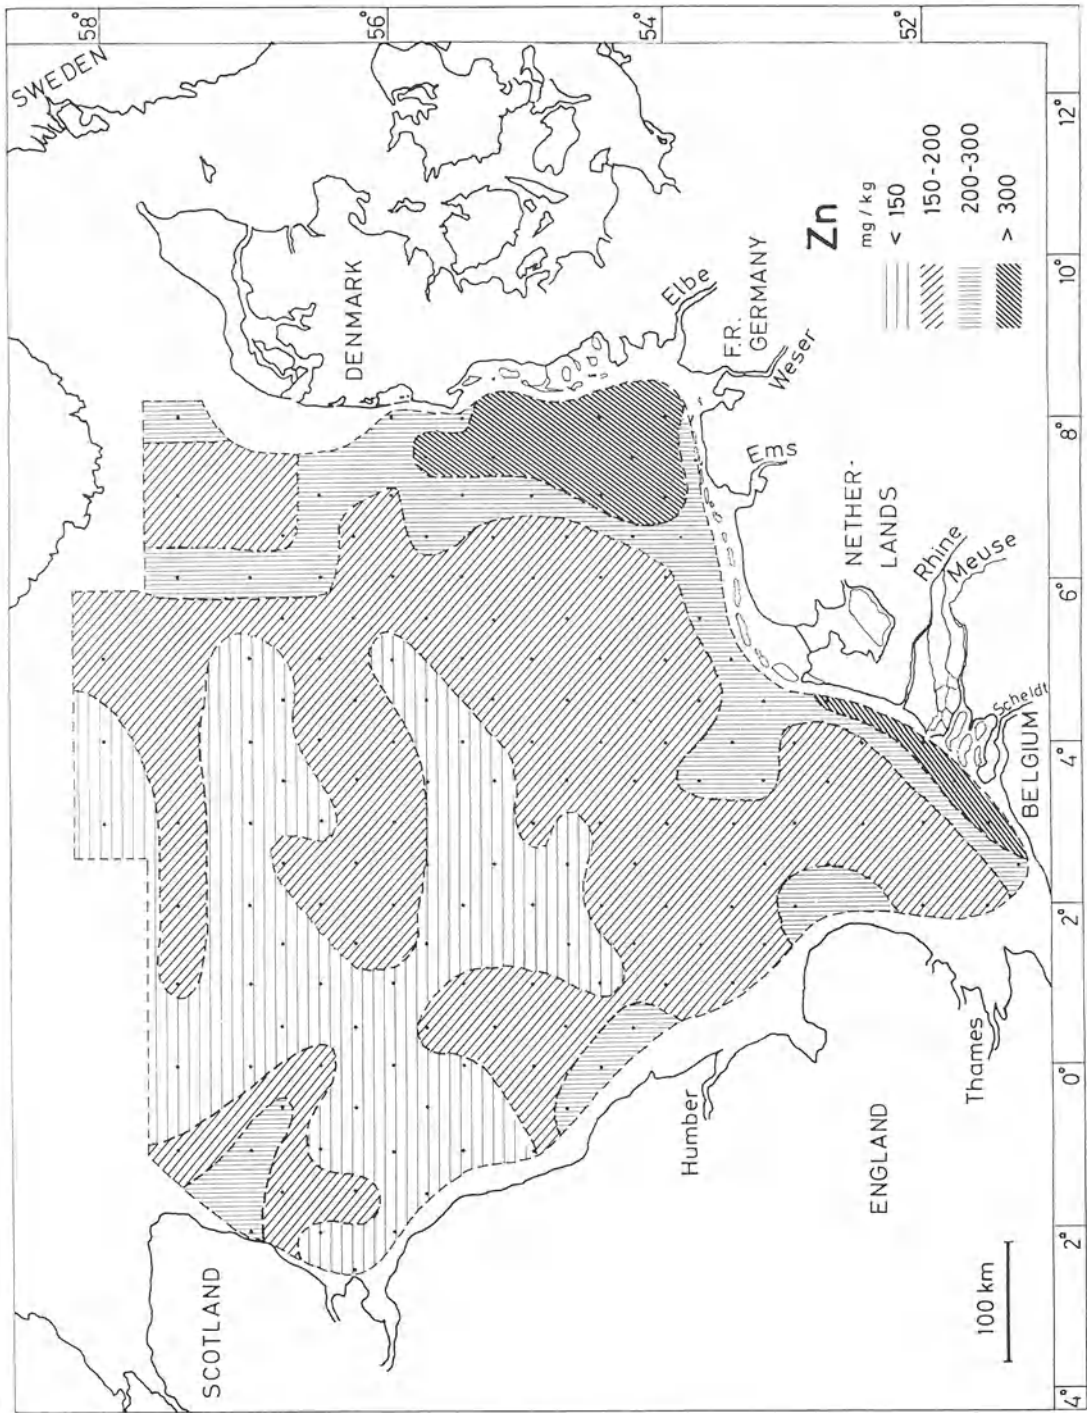 58°
56°
54°
52°
SWEDEN
DENMARK
Elbe
F.R.
GERMANY
Weser
Ems
NETHER-
LANDS
Rhine
Meuse
Scheldt
BELGIUM
Zn
mg / kg
< 150
150-200
200-300
> 300
SCOTLAND
Humber
ENGLAND
Thames
100 km
4°
2°
0°
2°
4°
6°
8°
10°
12°